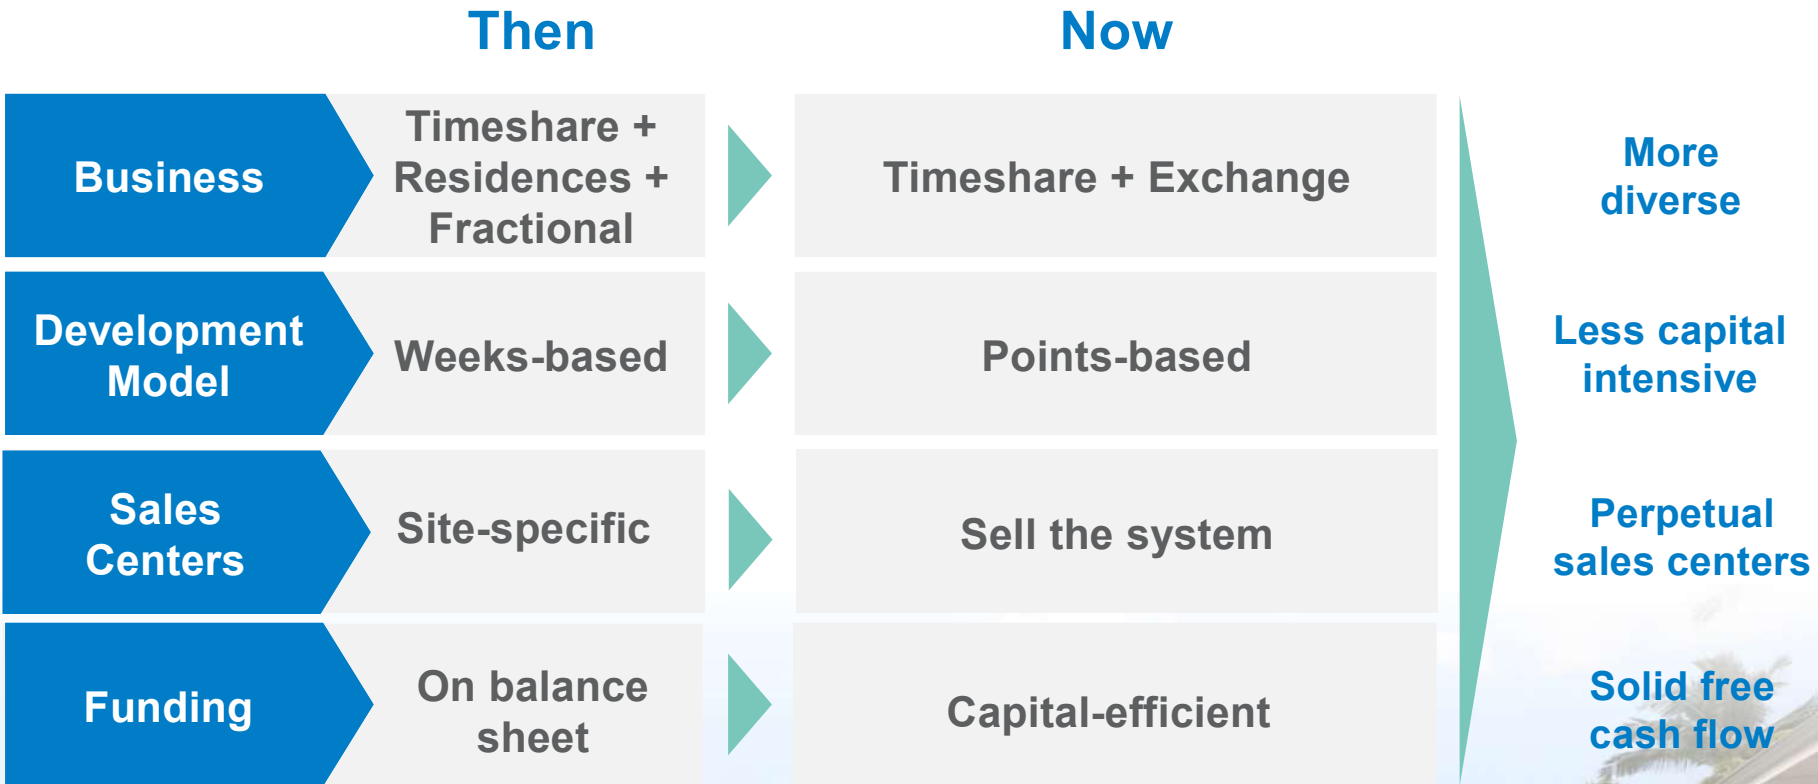 Then
Now
Business
Timeshare +
Residences +
Fractional
Timeshare + Exchange
More
diverse
Development
Model
Weeks-based
Points-based
Less capital
intensive
Sales
Centers
Site-specific
Sell the system
Perpetual
sales centers
Funding
On balance
sheet
Capital-efficient
Solid free
cash flow